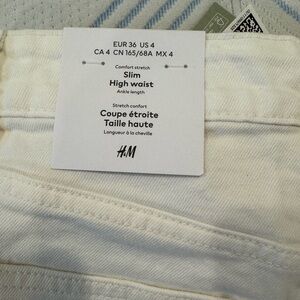 EUR 36 US 4
CA 4 CN 165/68A MX 4
Comfort stretch
Slim
High waist
Ankle length
Stretch confort
Coupe étroite
Taille haute
Longueur à la cheville
H&M